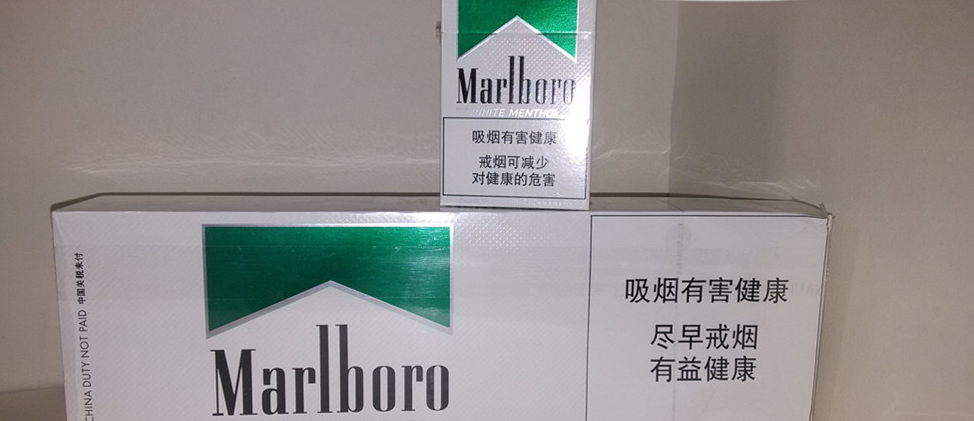 Marlboro
WHITE MENTHOL
吸烟有害健康
戒烟可减少
对健康的危害
CHINA DUTY NOT PAID 中国关税未付
Marlboro
吸烟有害健康
尽早戒烟
有益健康